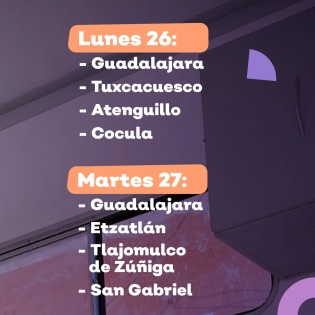 Lunes 26:
- Guadalajara
- Tuxcacuesco
- Atenguillo
- Cocula
Martes 27:
- Guadalajara
- Etzatlán
- Tlajomulco
de Zúñiga
- San Gabriel